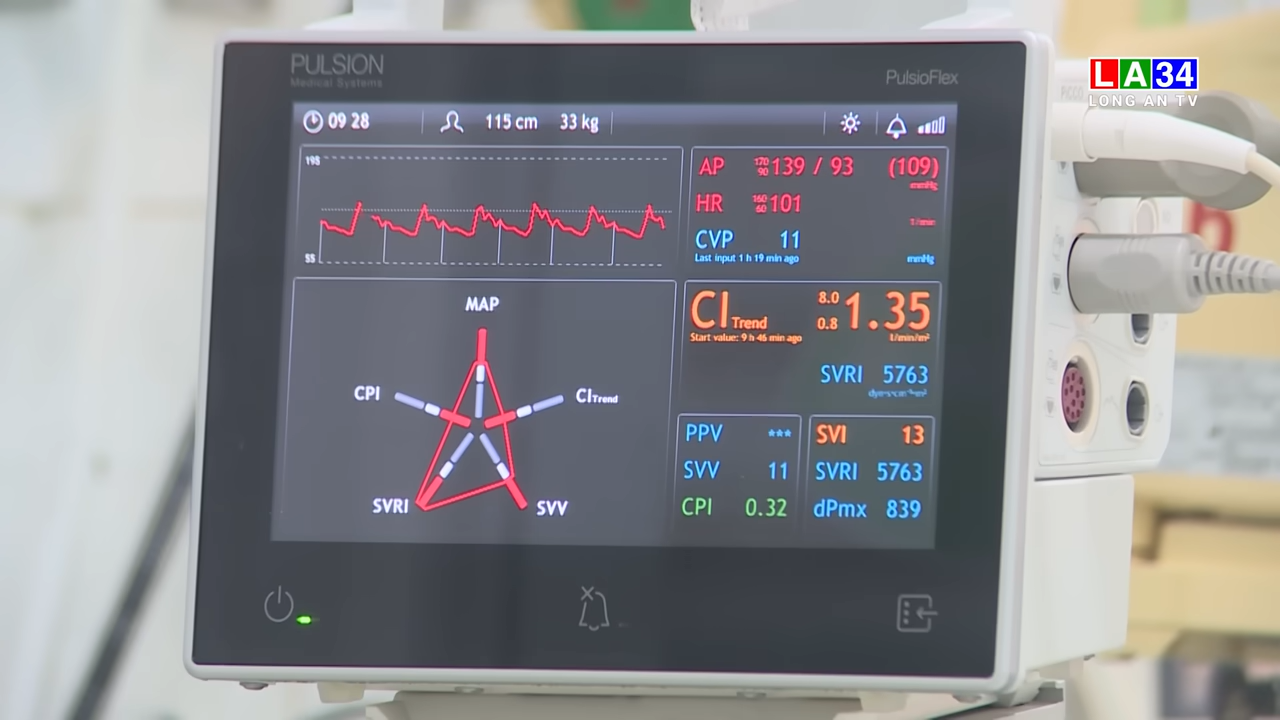 PULSION
Medical Systems
PulsioFlex
LA34
LONG AN TV
09 28 115 cm 33 kg
195
55
AP 170 90 139 / 93 (109)
mmHg
HR 160 60 101
1/min
CVP 11
Last input 1 h 19 min ago mmHg
MAP
CPI
CITrend
SVRI
SVV
CI Trend 8.0 0.8 1.35
Start value: 9 h 46 min ago l/min/m²
SVRI 5763
PPV ***
SVV 11
CPI 0.32
SVI 13
SVRI 5763
dPmx 839